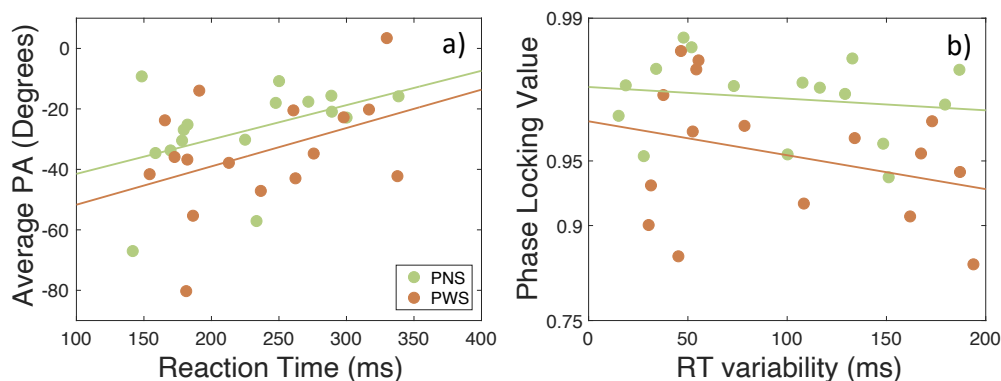 a)
0
-20
-40
-60
-80
Average PA (Degrees)
PNS
PWS
100 150 200 250 300 350 400
Reaction Time (ms)
b)
0.99
0.95
0.9
0.75
Phase Locking Value
0 50 100 150 200
RT variability (ms)